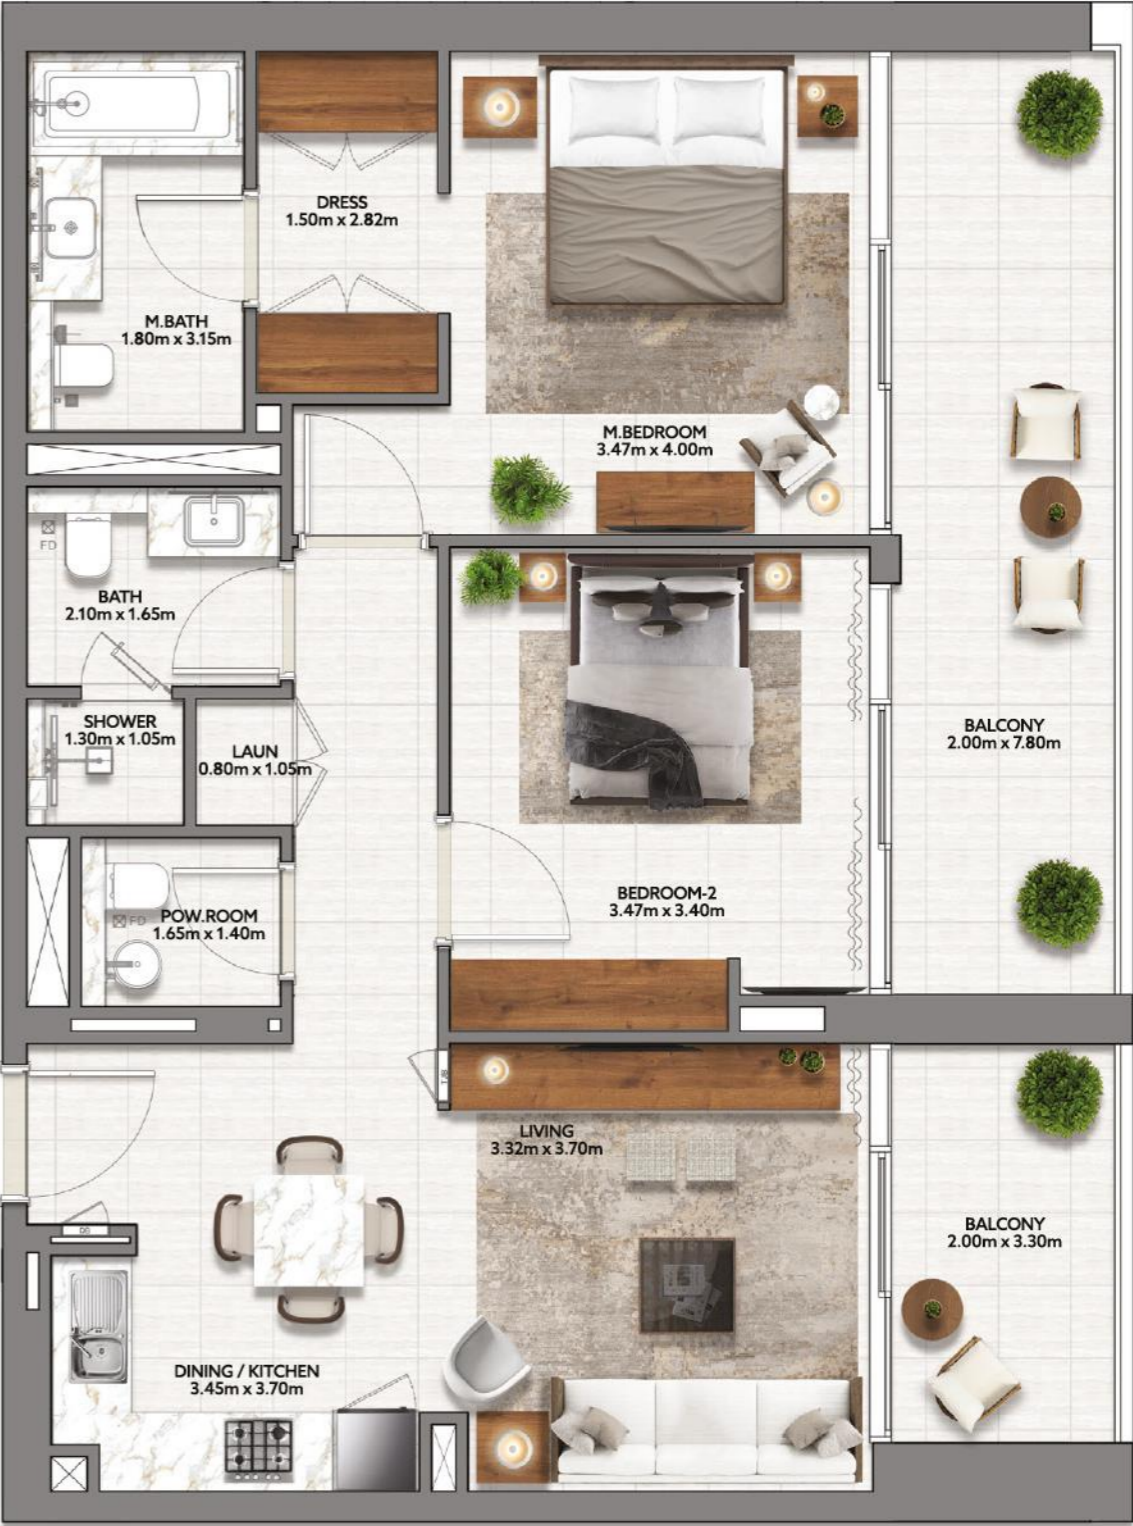 DRESS
1.50m x 2.82m
M.BATH
1.80m x 3.15m
M.BEDROOM
3.47m x 4.00m
FD
BATH
2.10m x 1.65m
SHOWER
1.30m x 1.05m
LAUN
0.80m x 1.05m
BALCONY
2.00m x 7.80m
BEDROOM-2
3.47m x 3.40m
FD
POW.ROOM
1.65m x 1.40m
LIVING
3.32m x 3.70m
BALCONY
2.00m x 3.30m
DINING / KITCHEN
3.45m x 3.70m